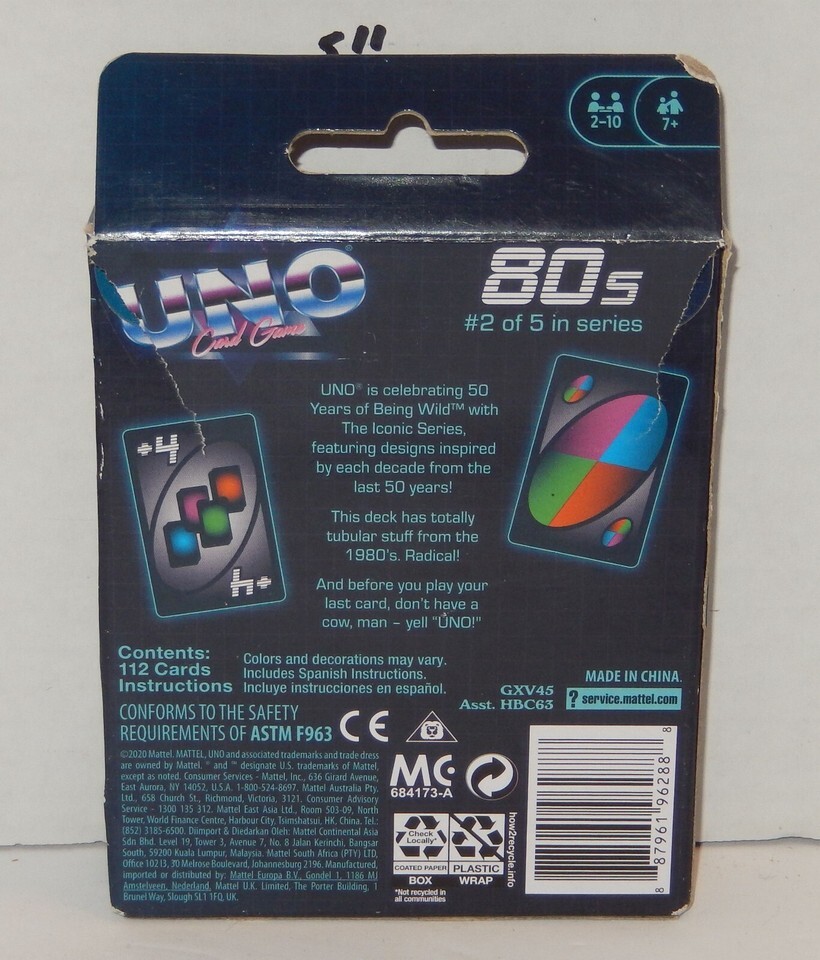 5"
2-10
7+
UNO®
Card Game
80s
#2 of 5 in series
UNO® is celebrating 50
Years of Being Wild™ with
The Iconic Series,
featuring designs inspired
by each decade from the
last 50 years!
This deck has totally
tubular stuff from the
1980's. Radical!
And before you play your
last card, don't have a
cow, man – yell "UNO!"
+4
+4
Contents:
112 Cards
Instructions
Colors and decorations may vary.
Includes Spanish Instructions.
Incluye instrucciones en español.
MADE IN CHINA.
GXV45
Asst. HBC63
? service.mattel.com
CONFORMS TO THE SAFETY
REQUIREMENTS OF ASTM F963
CE
©2020 Mattel. MATTEL, UNO and associated trademarks and trade dress
are owned by Mattel. ® and ™ designate U.S. trademarks of Mattel,
except as noted. Consumer Services - Mattel, Inc., 636 Girard Avenue,
East Aurora, NY 14052, U.S.A. 1-800-524-8697. Mattel Australia Pty.
Ltd., 658 Church St., Richmond, Victoria, 3121. Consumer Advisory
Service - 1300 135 312. Mattel East Asia Ltd., Room 503-09, North
Tower, World Finance Centre, Harbour City, Tsimshatsui, HK, China. Tel.:
(852) 3185-6500. Diimport & Diedarkan Oleh: Mattel Continental Asia
Sdn Bhd. Level 19, Tower 3, Avenue 7, No. 8 Jalan Kerinchi, Bangsar
South, 59200 Kuala Lumpur, Malaysia. Mattel South Africa (PTY) LTD,
Office 102I3, 30 Melrose Boulevard, Johannesburg 2196. Manufactured,
imported or distributed by: Mattel Europa B.V., Gondel 1, 1186 MJ
Amstelveen, Nederland. Mattel U.K. Limited, The Porter Building, 1
Brunel Way, Slough SL1 1FQ, UK.
MC
684173-A
Check
Locally*
COATED PAPER
BOX
PLASTIC
WRAP
*Not recycled in
all communities
how2recycle.info
8 87961 96288 8